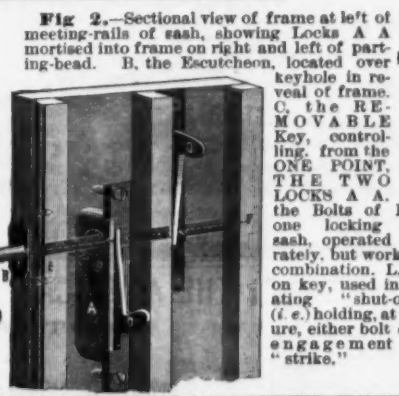 Fig 2.—Sectional view of frame at left of
meeting-rails of sash, showing Locks A A
mortised into frame on right and left of part-
ing-bead. B, the Escutcheon, located over
keyhole in re-
veal of frame.
C, the RE-
MOVABLE
Key, control-
ling, from the
ONE POINT,
THE TWO
LOCKS A A.
the Bolts of
one locking
sash, operated
rately, but work
combination. L,
on key, used in
ating "shut-o
(i. e.) holding, at
ure, either bolt
engagement
"strike."
A
B